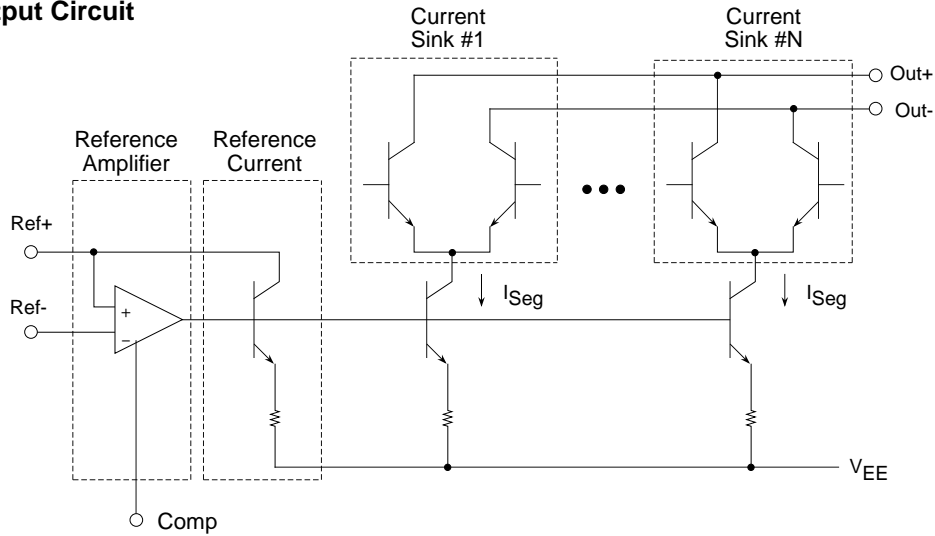 put Circuit
Current
Sink #1
Current
Sink #N
Out+
Out-
Reference
Amplifier
Reference
Current
Ref+
Ref-
+
−
ISeg
ISeg
VEE
Comp